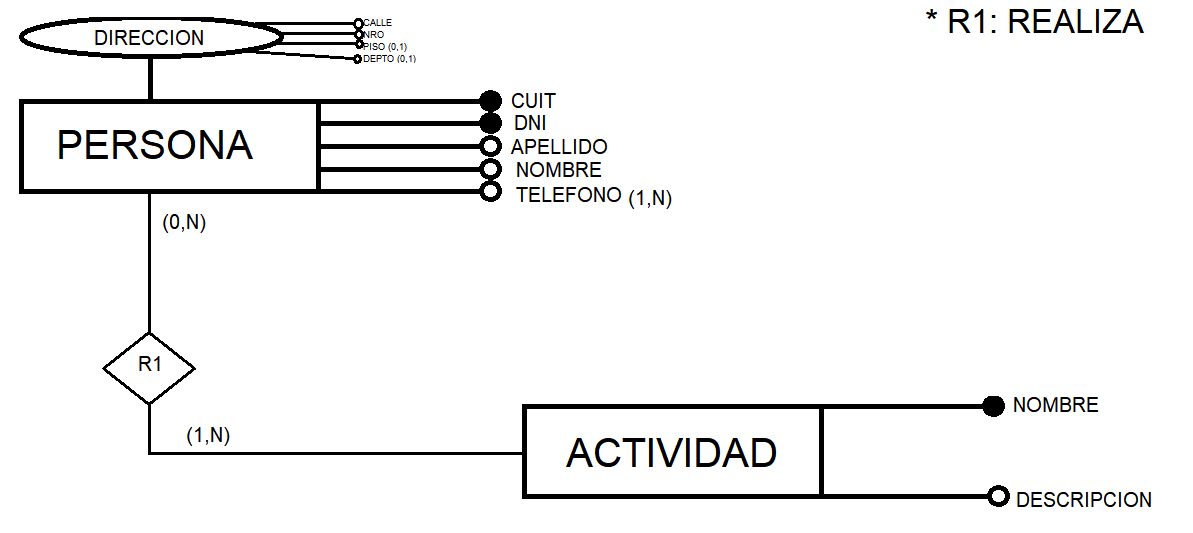 * R1: REALIZA
DIRECCION
CALLE
NRO
PISO (0,1)
DEPTO (0,1)
PERSONA
CUIT
DNI
APELLIDO
NOMBRE
TELEFONO (1,N)
(0,N)
R1
(1,N)
ACTIVIDAD
NOMBRE
DESCRIPCION